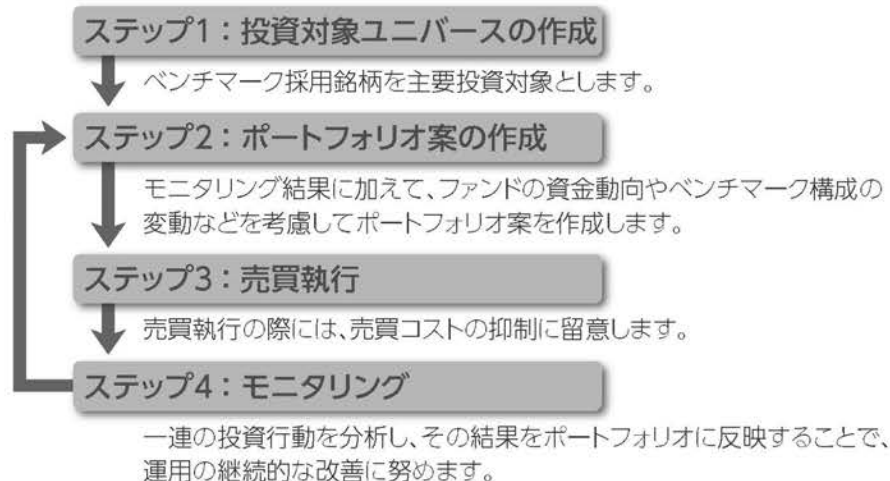 ステップ1：投資対象ユニバースの作成
ベンチマーク採用銘柄を主要投資対象とします。
ステップ2：ポートフォリオ案の作成
モニタリング結果に加えて、ファンドの資金動向やベンチマーク構成の
変動などを考慮してポートフォリオ案を作成します。
ステップ3：売買執行
売買執行の際には、売買コストの抑制に留意します。
ステップ4：モニタリング
一連の投資行動を分析し、その結果をポートフォリオに反映することで、
運用の継続的な改善に努めます。